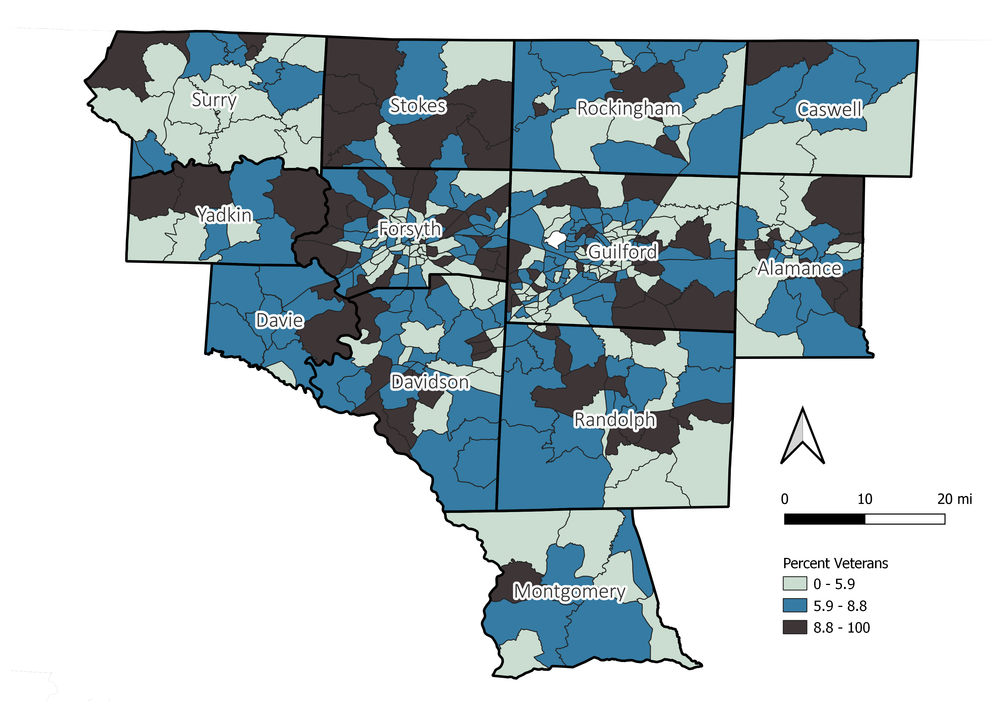 Surry
Stokes
Rockingham
Caswell
Yadkin
Forsyth
Guilford
Alamance
Davie
Davidson
Randolph
Montgomery
0 10 20 mi
Percent Veterans
0 - 5.9
5.9 - 8.8
8.8 - 100